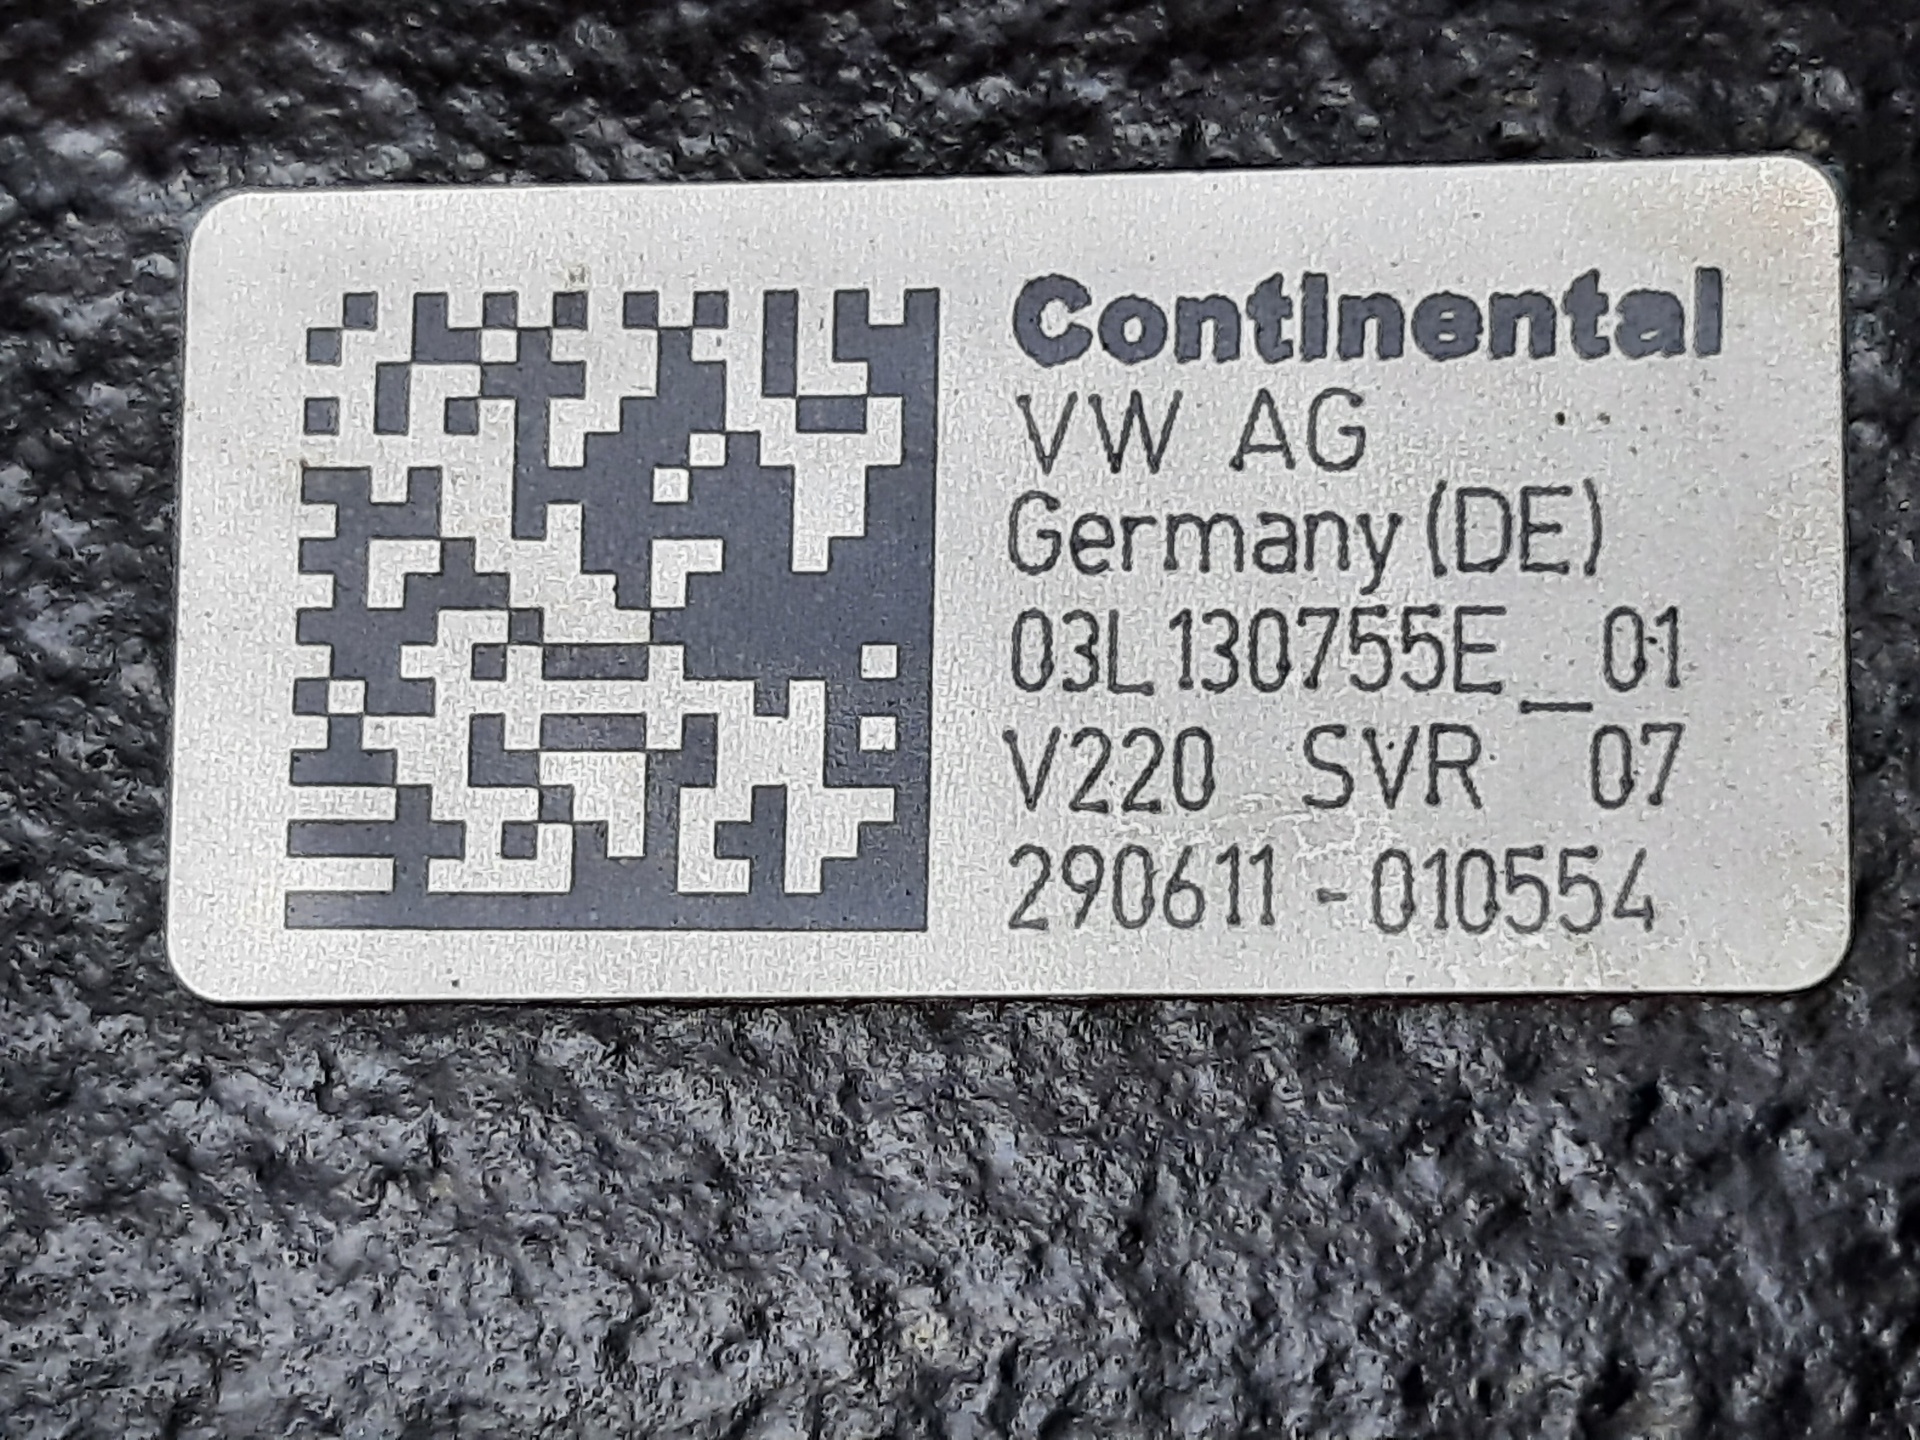 Continental
VW AG
Germany (DE)
03L130755E_01
V220 SVR 07
290611-010554